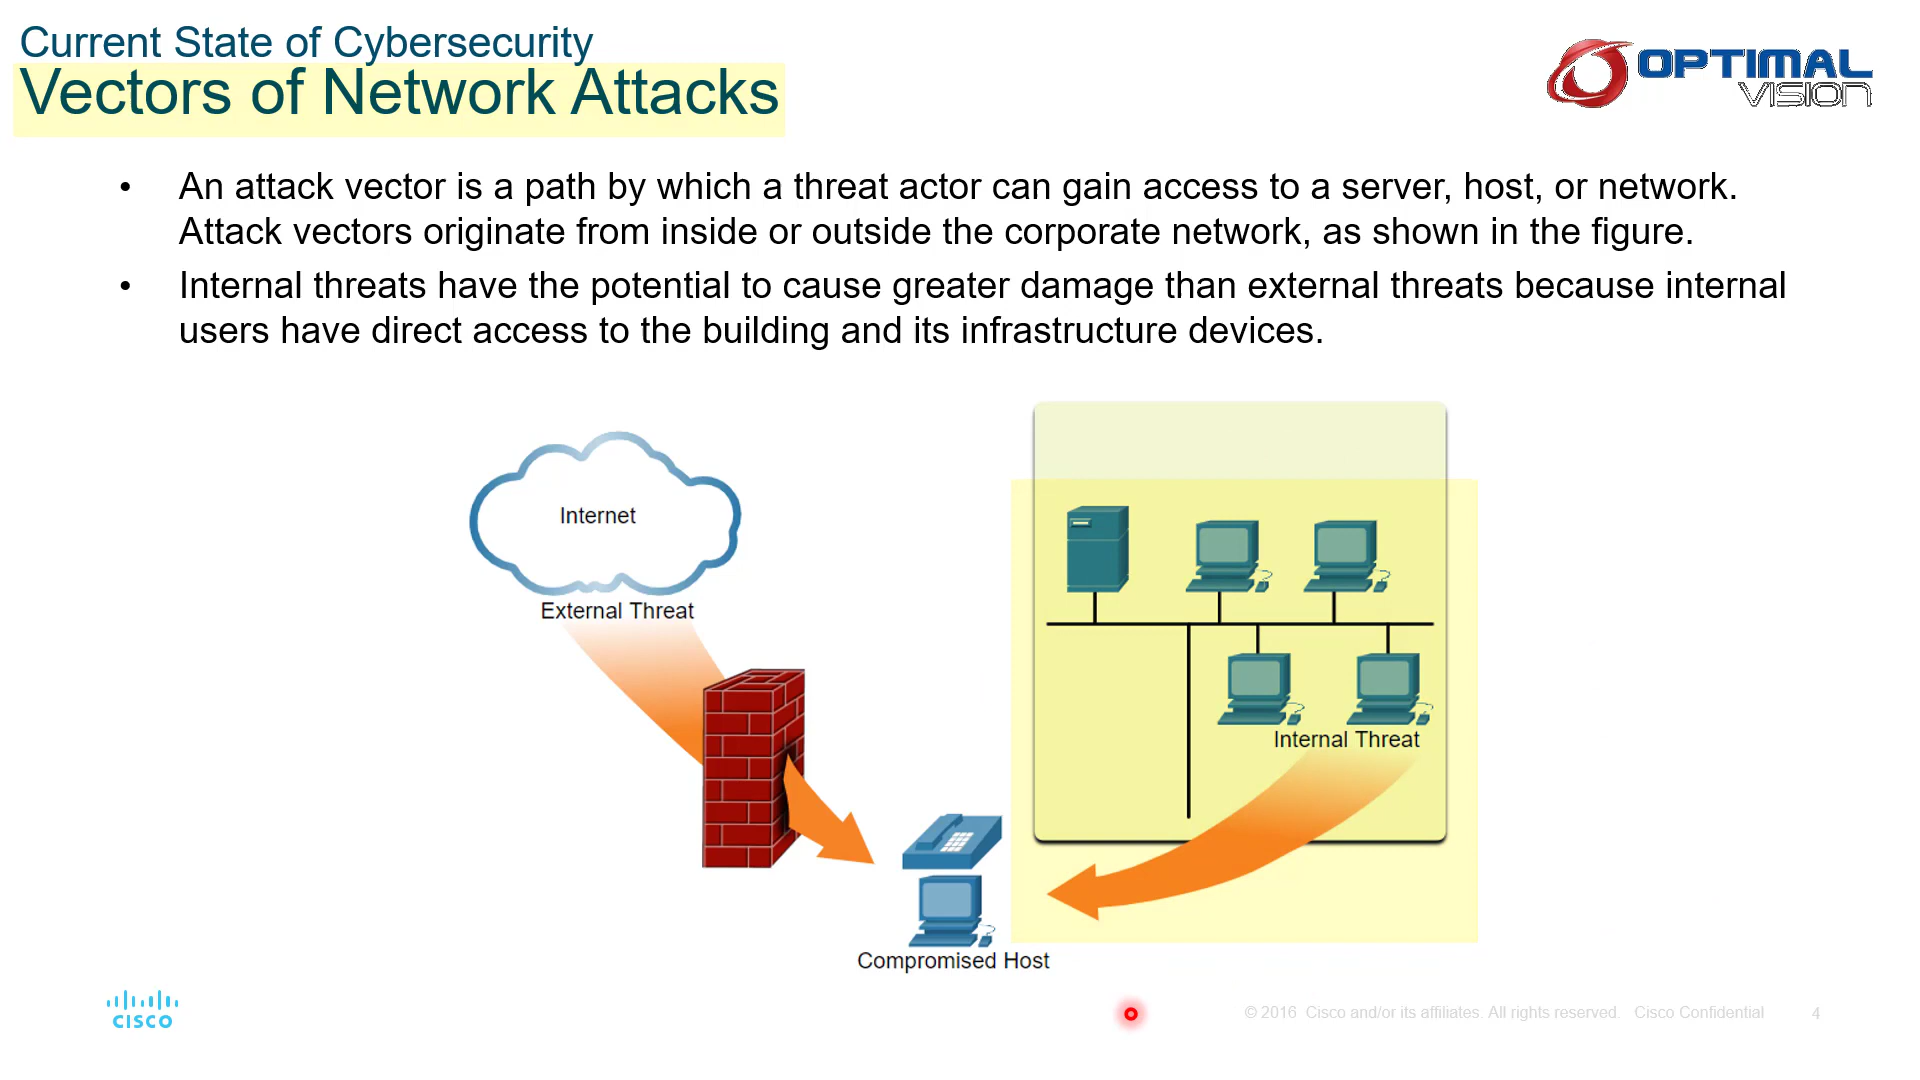 Current State of Cybersecurity
Vectors of Network Attacks
OPTIMAL
VISION
• An attack vector is a path by which a threat actor can gain access to a server, host, or network.
Attack vectors originate from inside or outside the corporate network, as shown in the figure.
• Internal threats have the potential to cause greater damage than external threats because internal
users have direct access to the building and its infrastructure devices.
Internet
External Threat
Internal Threat
Compromised Host
CISCO
© 2016 Cisco and/or its affiliates. All rights reserved. Cisco Confidential 4